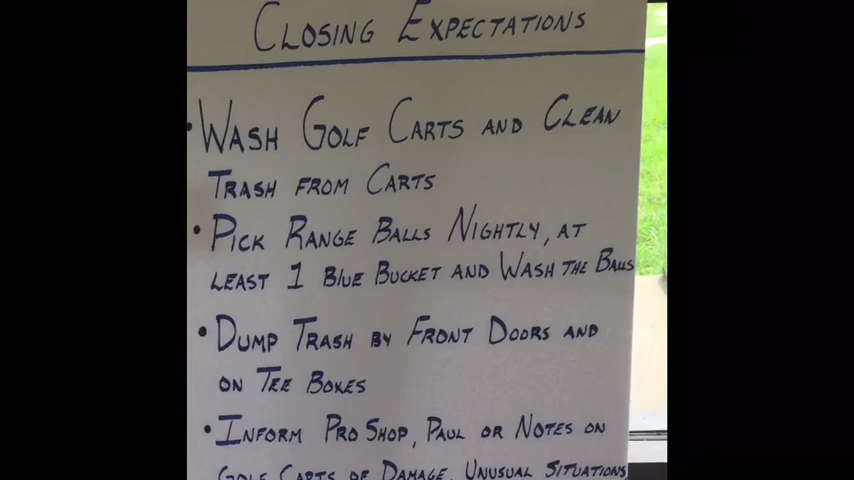 Closing Expectations
• Wash Golf Carts and Clean
Trash from Carts
• Pick Range Balls Nightly, at
least 1 Blue Bucket and Wash the Balls
• Dump Trash by Front Doors and
on Tee Boxes
• Inform Pro Shop, Paul or Notes on
Golf Carts of Damage, Unusual Situations